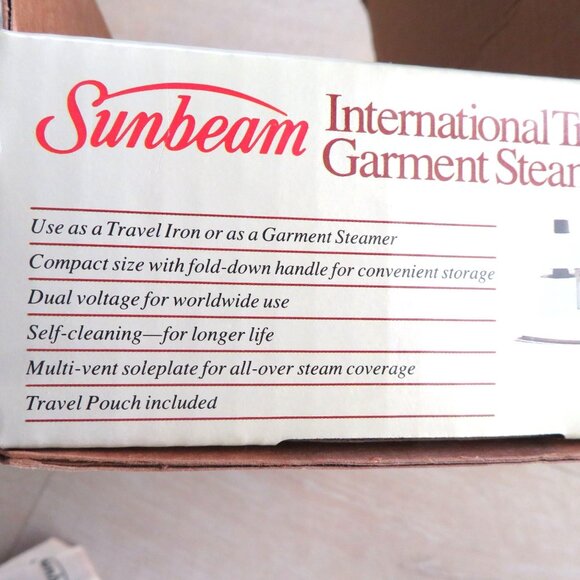 Sunbeam
International
Garment
Use as a Travel Iron or as a Garment Steamer
Compact size with fold-down handle for convenient storage
Dual voltage for worldwide use
Self-cleaning—for longer life
Multi-vent soleplate for all-over steam coverage
Travel Pouch included